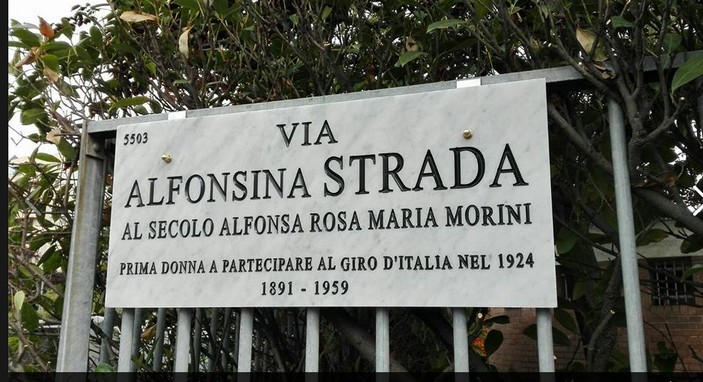 5503
VIA
ALFONSINA STRADA
AL SECOLO ALFONSA ROSA MARIA MORINI
PRIMA DONNA A PARTECIPARE AL GIRO D'ITALIA NEL 1924
1891 - 1959